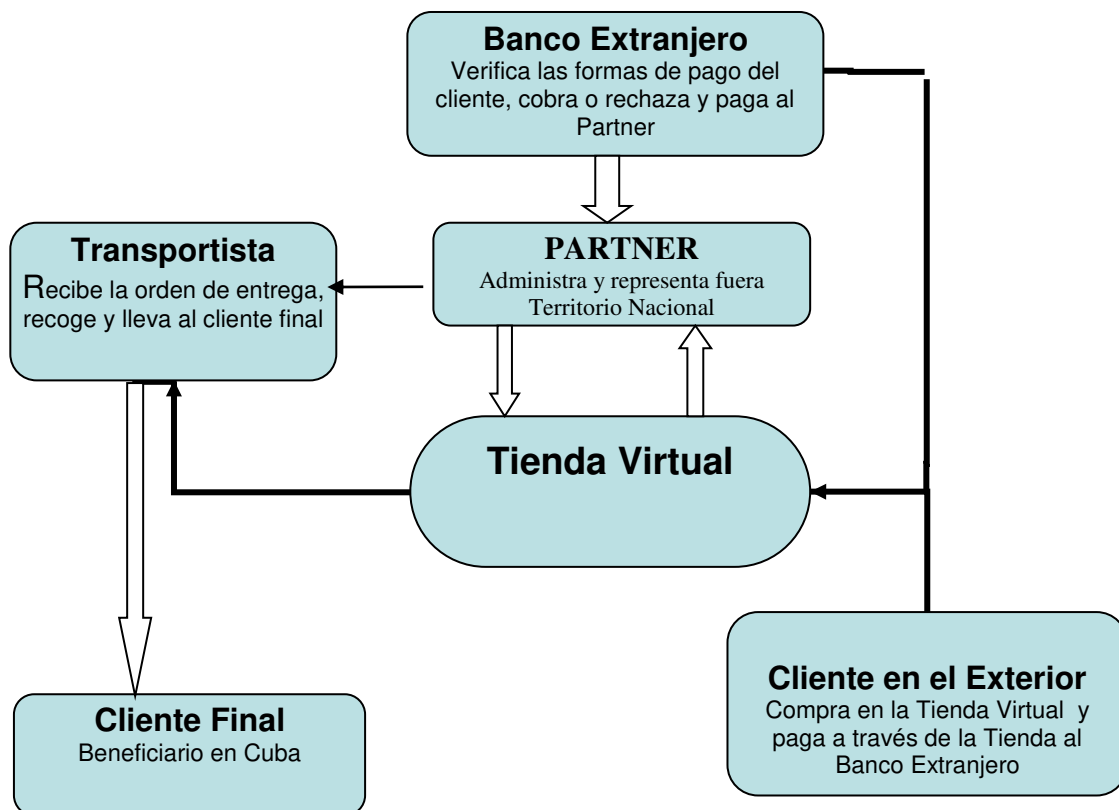 Banco Extranjero
Verifica las formas de pago del
cliente, cobra o rechaza y paga al
Partner
Transportista
Recibe la orden de entrega,
recoge y lleva al cliente final
PARTNER
Administra y representa fuera
Territorio Nacional
Tienda Virtual
Cliente en el Exterior
Compra en la Tienda Virtual y
paga a través de la Tienda al
Banco Extranjero
Cliente Final
Beneficiario en Cuba